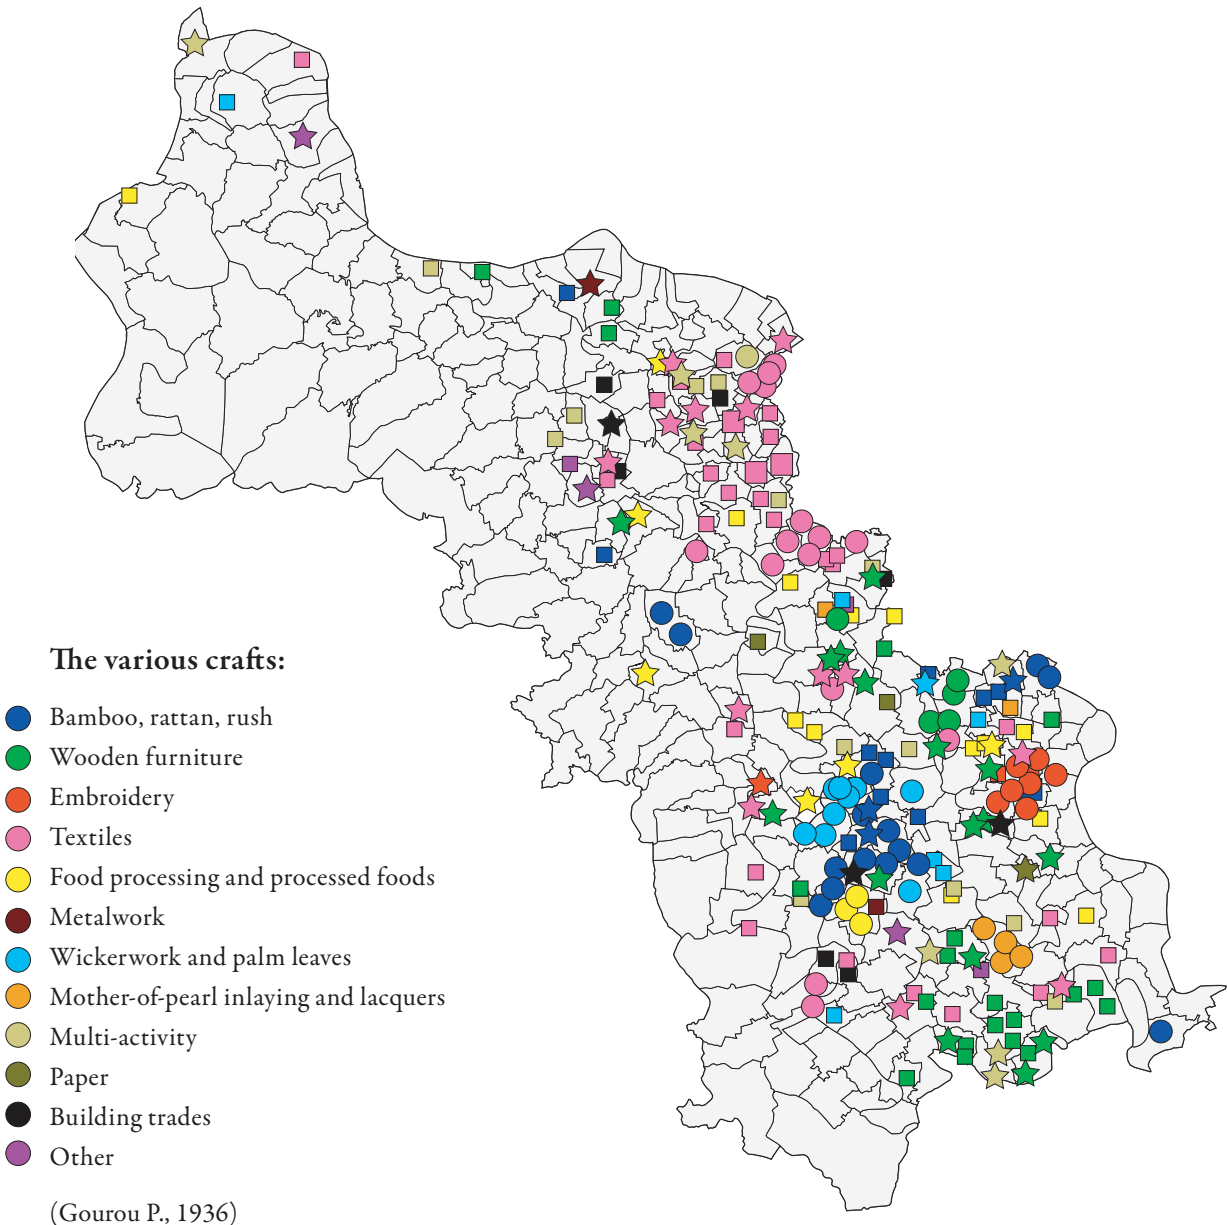 The various crafts:
Bamboo, rattan, rush
Wooden furniture
Embroidery
Textiles
Food processing and processed foods
Metalwork
Wickerwork and palm leaves
Mother-of-pearl inlaying and lacquers
Multi-activity
Paper
Building trades
Other
(Gourou P., 1936)